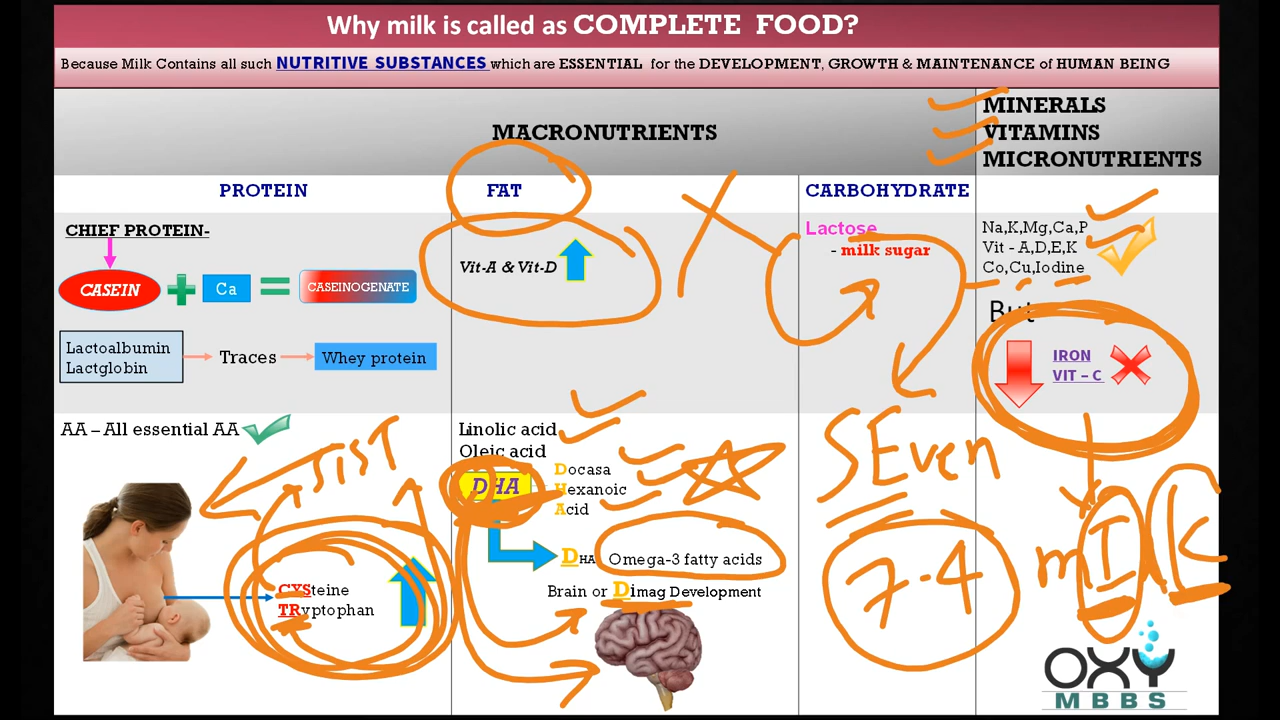 Why milk is called as COMPLETE FOOD?
Because Milk Contains all such NUTRITIVE SUBSTANCES which are ESSENTIAL for the DEVELOPMENT, GROWTH & MAINTENANCE of HUMAN BEING
MACRONUTRIENTS
MINERALS
VITAMINS
MICRONUTRIENTS
PROTEIN
FAT
CARBOHYDRATE
CHIEF PROTEIN-
CASEIN
Ca
CASEINOGENATE
Lactoalbumin
Lactglobin
Traces
Whey protein
Vit-A & Vit-D
Lactose
- milk sugar
Na,K,Mg,Ca,P
Vit - A,D,E,K
Co,Cu,Iodine
But
IRON
VIT – C
AA – All essential AA
CYSteine
TRyptophan
Linolic acid
Oleic acid
DHA
Docasa
Hexanoic
Acid
DHA
Omega-3 fatty acids
Brain or Dimag Development
SEven
7.4
OXY
MBBS